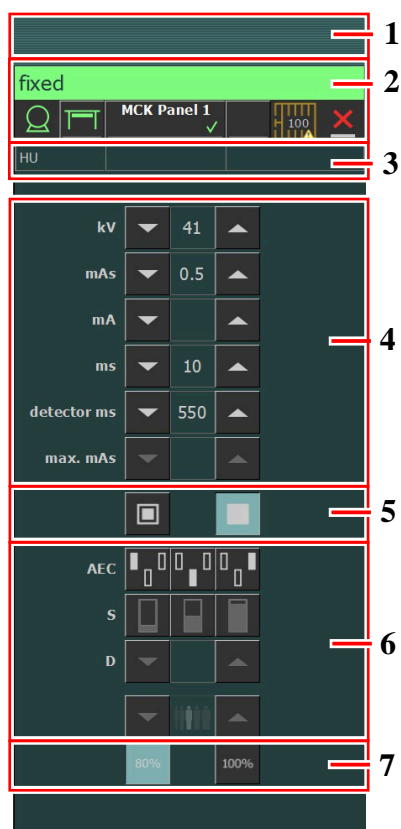 1
fixed
2
MCK Panel 1
100
HU
3
kV 41
mAs 0.5
mA
4
ms 10
detector ms 550
max. mAs
5
AEC
S
6
D
80% 100%
7